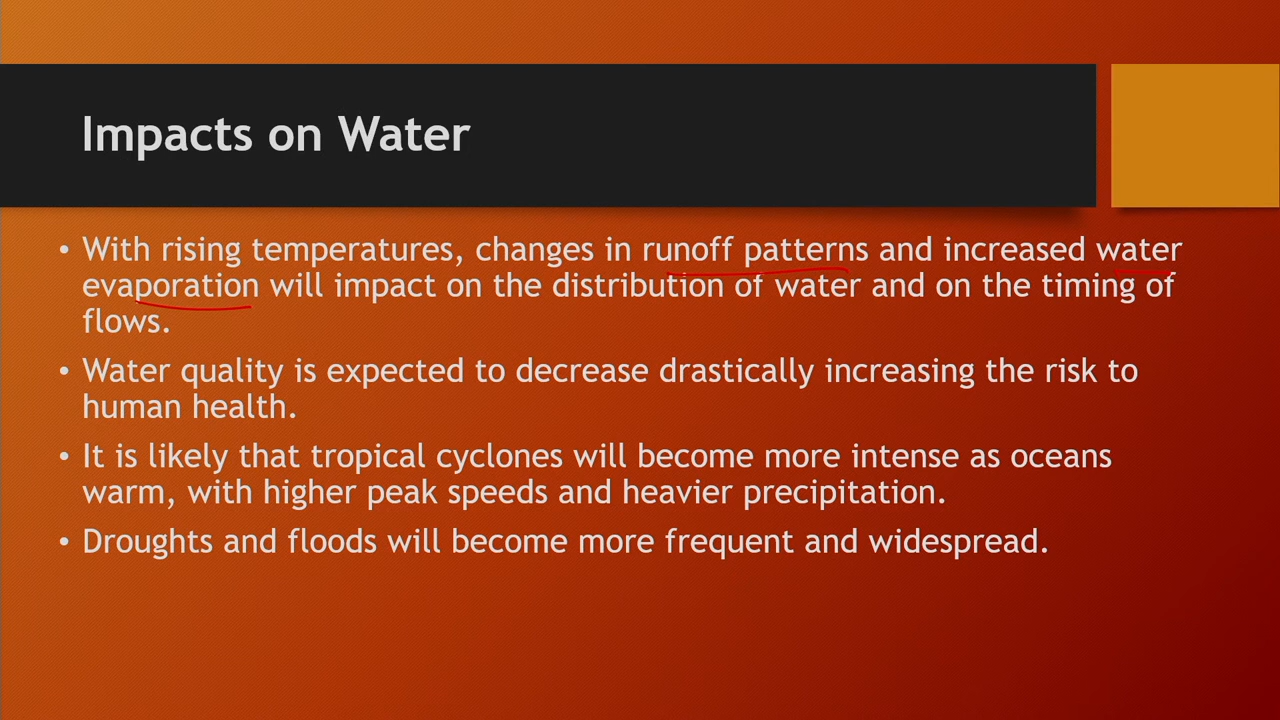 Impacts on Water
• With rising temperatures, changes in runoff patterns and increased water
evaporation will impact on the distribution of water and on the timing of
flows.
• Water quality is expected to decrease drastically increasing the risk to
human health.
• It is likely that tropical cyclones will become more intense as oceans
warm, with higher peak speeds and heavier precipitation.
• Droughts and floods will become more frequent and widespread.